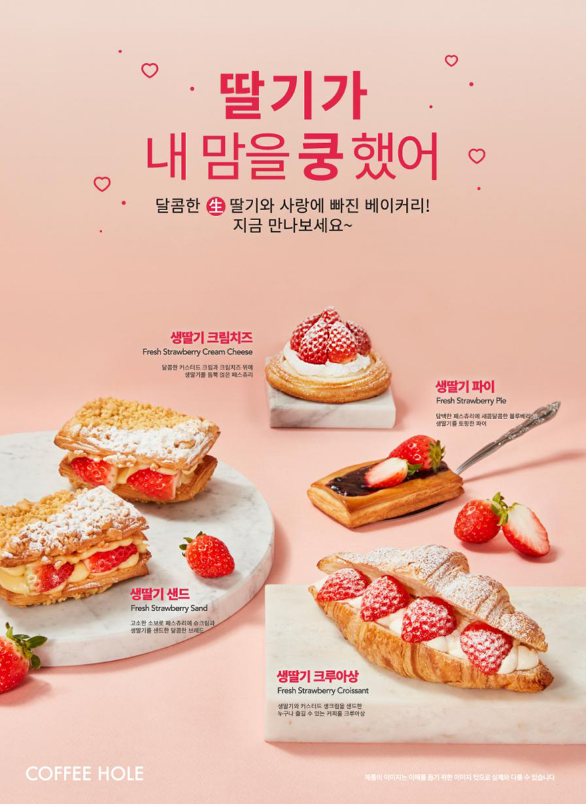 딸기가
내 맘을 쿵 했어
달콤한 生 딸기와 사랑에 빠진 베이커리!
지금 만나보세요~
생딸기 크림치즈
Fresh Strawberry Cream Cheese
달콤한 커스터드 크림과 크림치즈 위에
생딸기를 듬뿍 얹은 페스츄리
생딸기 파이
Fresh Strawberry Pie
담백한 페스츄리에 새콤달콤한 블루베리와
생딸기를 토핑한 파이
생딸기 샌드
Fresh Strawberry Sand
고소한 소보로 페스츄리에 슈크림과
생딸기를 샌드한 달콤한 브레드
생딸기 크루아상
Fresh Strawberry Croissant
생딸기와 커스터드 생크림을 샌드한
누구나 즐길 수 있는 커피홀 크루아상
COFFEE HOLE
제품의 이미지는 이해를 돕기 위한 이미지 컷으로 실제와 다를 수 있습니다